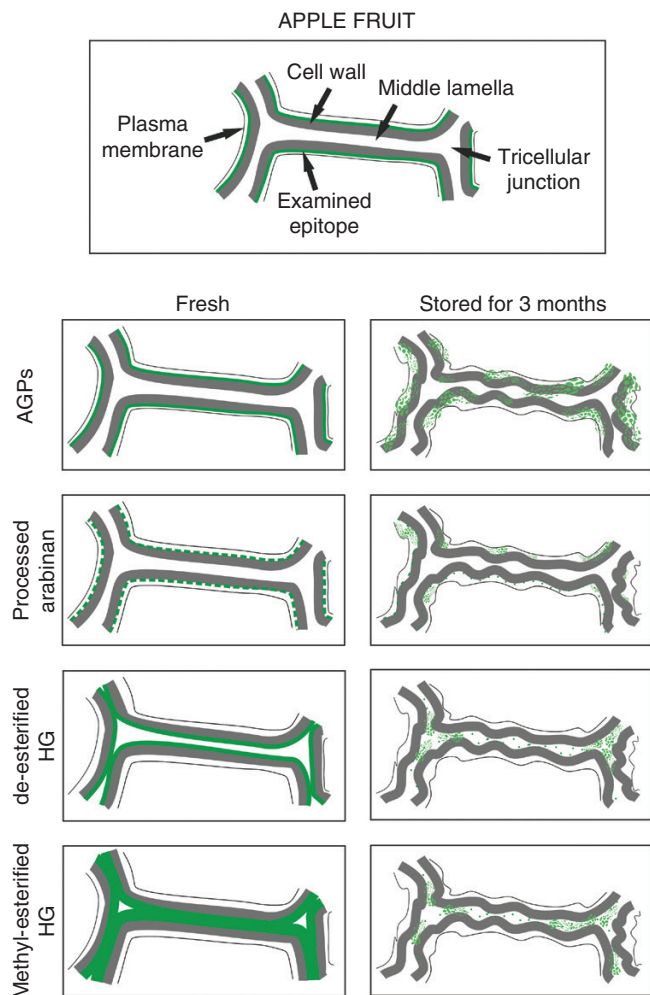 APPLE FRUIT
Cell wall
Middle lamella
Plasma
membrane
Tricellular
junction
Examined
epitope
Fresh
Stored for 3 months
AGPs
Processed
arabinan
de-esterified
HG
Methyl-esterified
HG